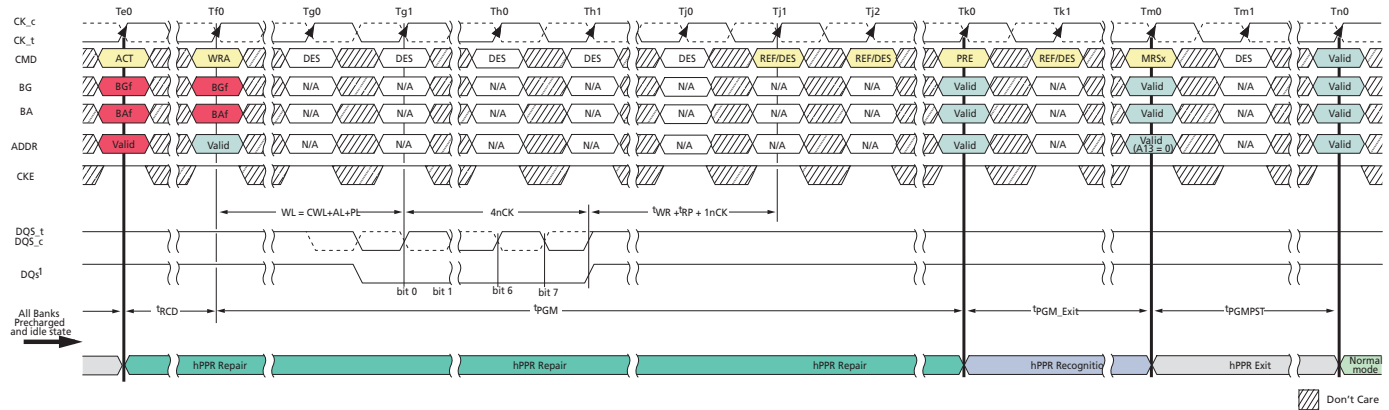 Te0 Tf0 Tg0 Tg1 Th0 Th1 Tj0 Tj1 Tj2 Tk0 Tk1 Tm0 Tm1 Tn0
CK_c
CK_t
CMD ACT WRA DES DES DES DES DES REF/DES REF/DES PRE REF/DES MRSx DES Valid
BG BGf BGf N/A N/A N/A N/A N/A N/A N/A Valid N/A Valid N/A Valid
BA BAf BAf N/A N/A N/A N/A N/A N/A N/A Valid N/A Valid N/A Valid
ADDR Valid Valid N/A N/A N/A N/A N/A N/A N/A Valid N/A Valid (A13 = 0) N/A Valid
CKE
WL = CWL+AL+PL 4nCK tWR +tRP + 1nCK
DQS_t
DQS_c
DQs1
bit 0 bit 1 bit 6 bit 7
All Banks
Precharged
and idle state
tRCD tPGM tPGM_Exit tPGMPST
hPPR Repair hPPR Repair hPPR Repair hPPR Recognitio hPPR Exit Normal
mode
Don't Care